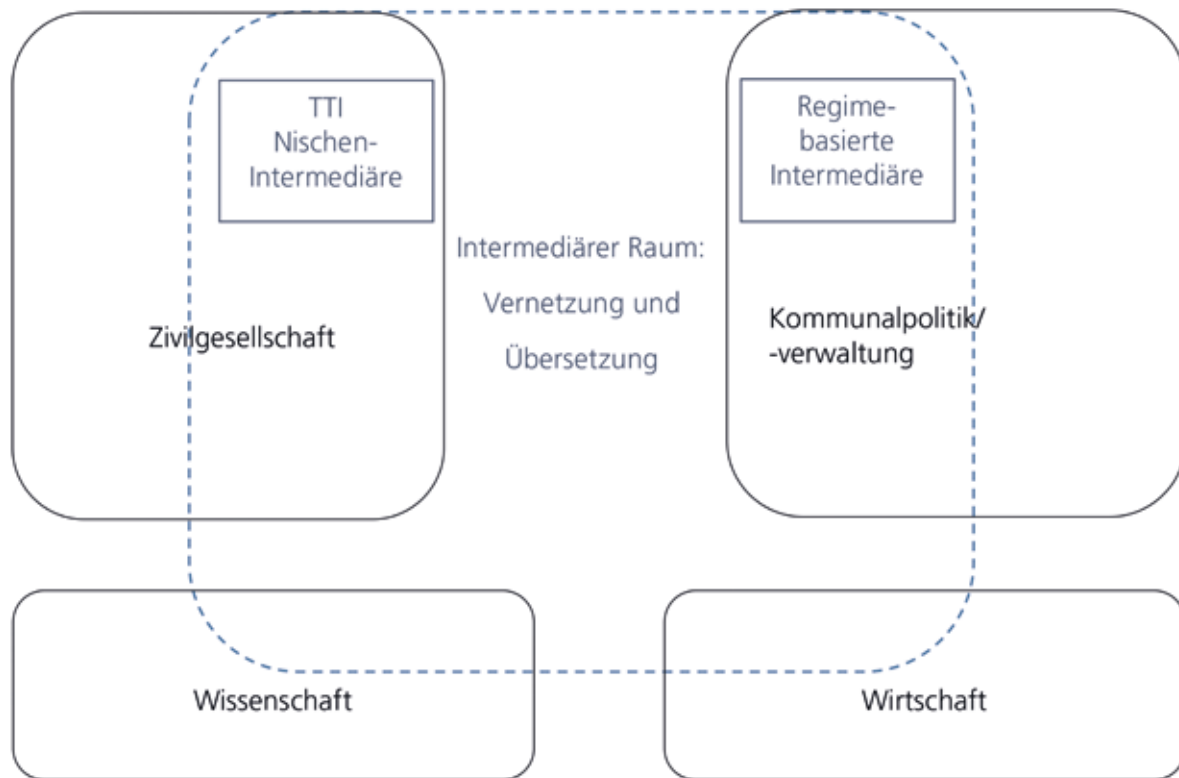 TTI
Nischen-
Intermediäre
Regime-
basierte
Intermediäre
Intermediärer Raum:
Vernetzung und
Übersetzung
Zivilgesellschaft
Kommunalpolitik/
-verwaltung
Wissenschaft
Wirtschaft